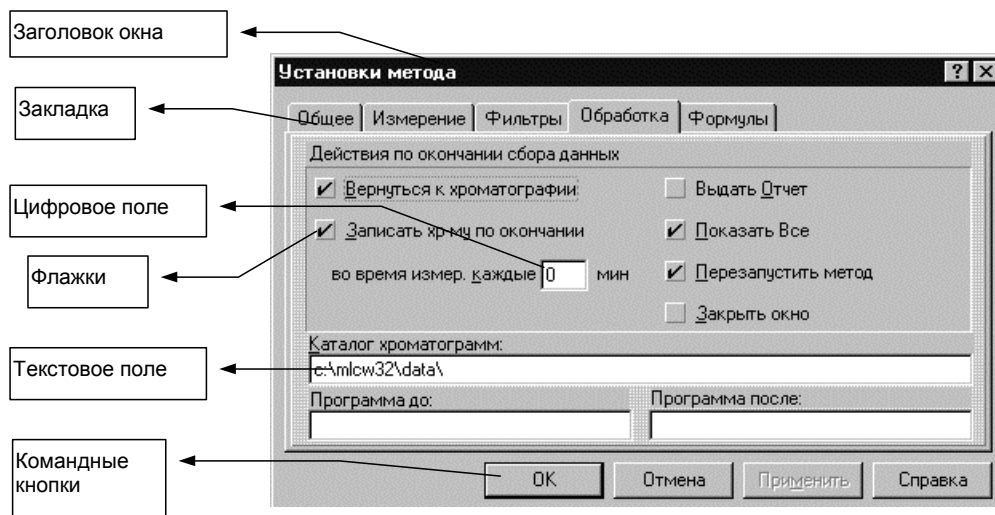 Заголовок окна
Установки метода
Закладка
Общее Измерение Фильтры Обработка Формулы
Действия по окончании сбора данных
Вернуться к хроматографии
Выдать Отчет
Цифровое поле
Записать хр-му по окончании
Показать Все
Флажки
во время измер. каждые 0 мин
Перезапустить метод
Закрыть окно
Каталог хроматограмм:
Текстовое поле
c:\mlcw32\data\
Программа до:
Программа после:
Командные
кнопки
OK Отмена Применить Справка